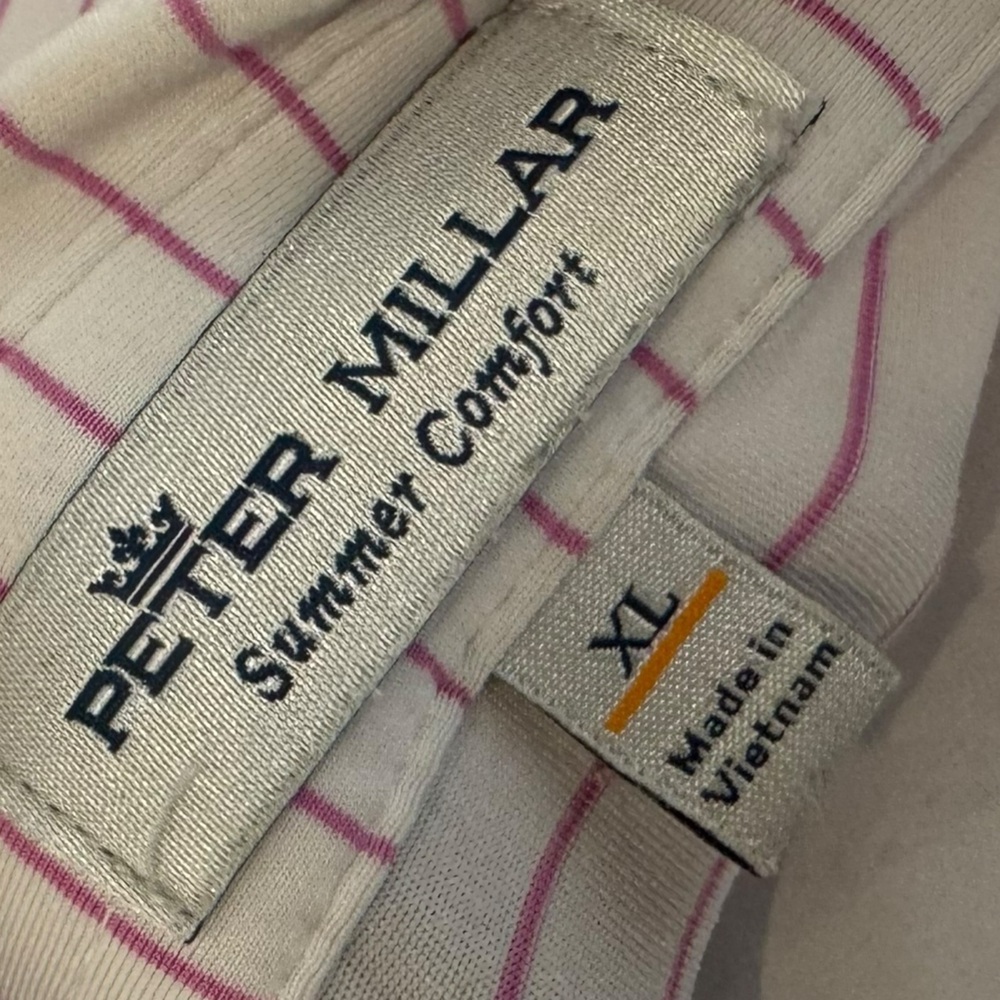 PETER MILLAR
Summer Comfort
XL
Made in
Vietnam